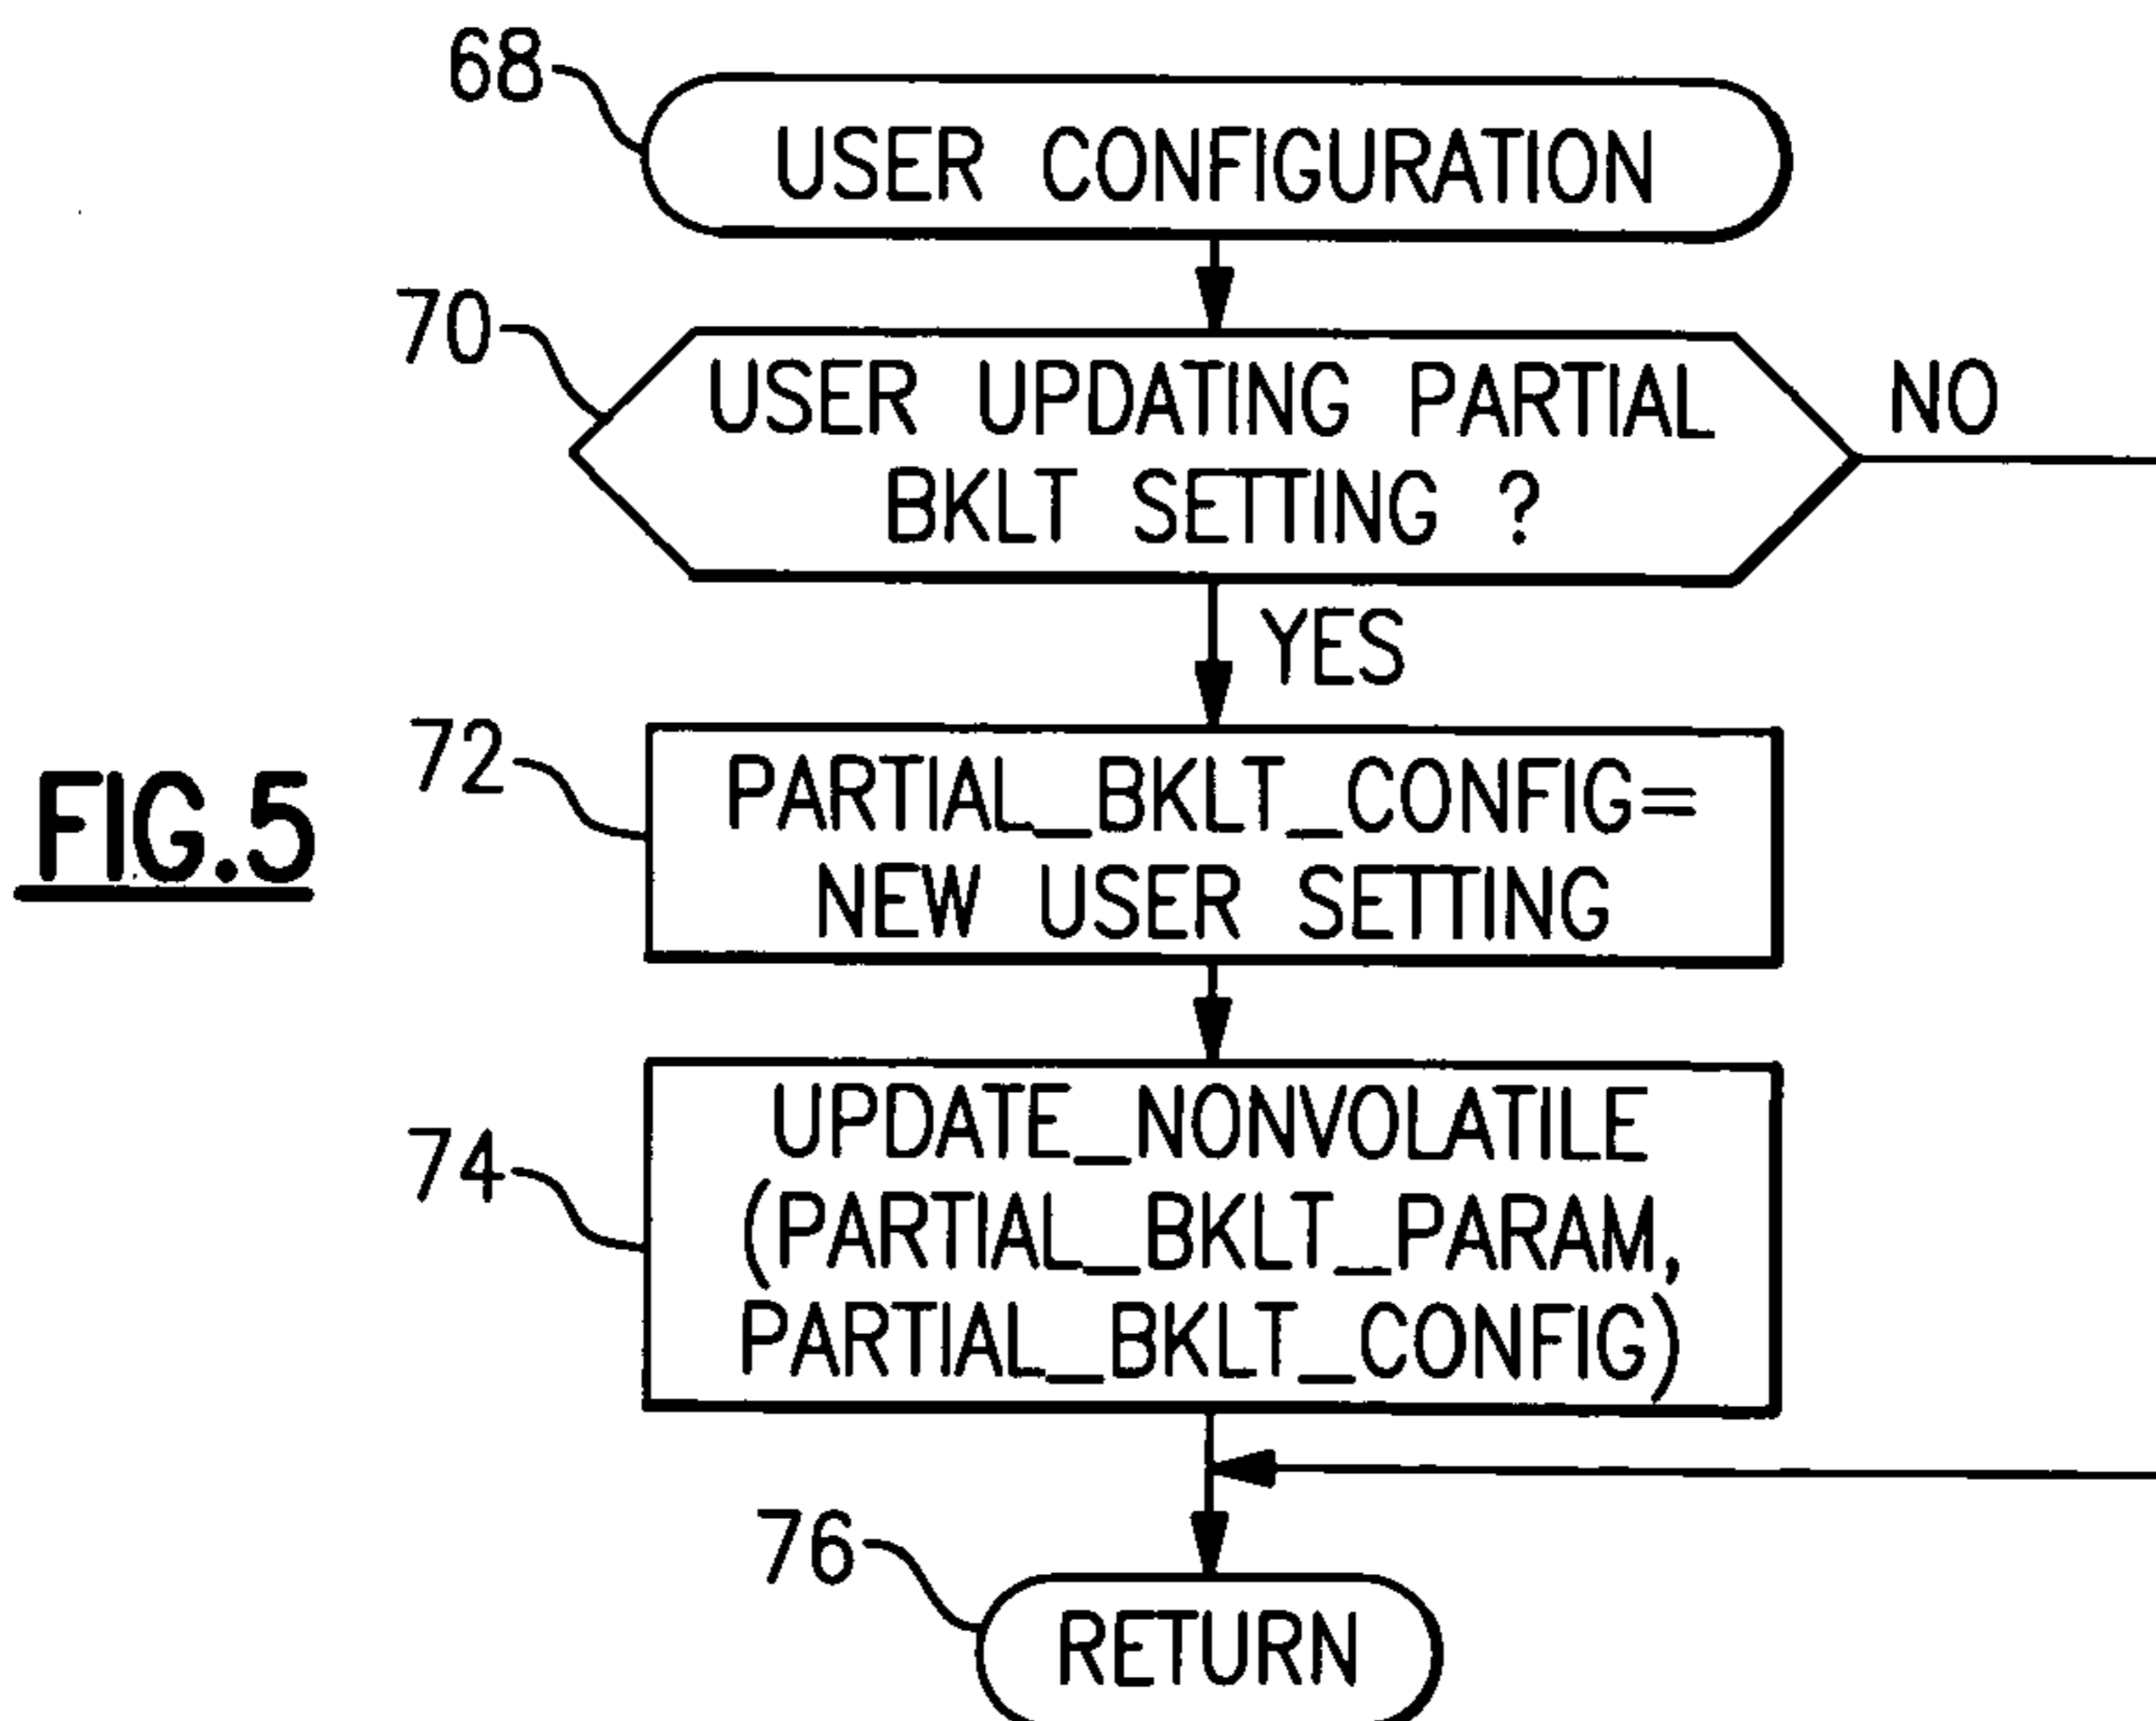 68
USER CONFIGURATION
70
USER UPDATING PARTIAL
BKLT SETTING ?
NO
YES
72
PARTIAL_BKLT_CONFIG=
NEW USER SETTING
FIG.5
74
UPDATE_NONVOLATILE
(PARTIAL_BKLT_PARAM,
PARTIAL_BKLT_CONFIG)
76
RETURN